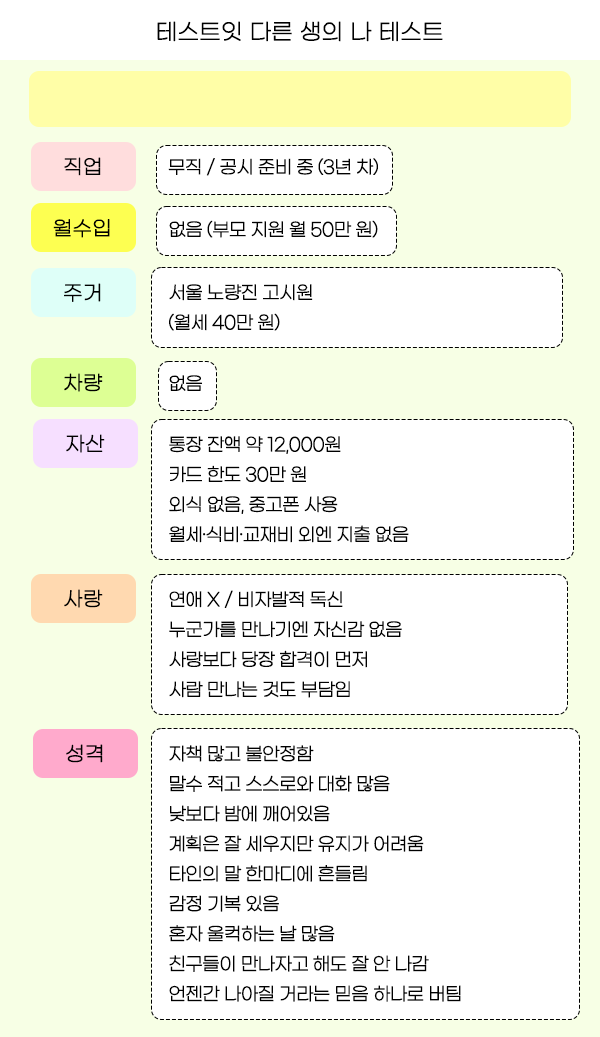 테스트잇 다른 생의 나 테스트
직업
무직 / 공시 준비 중 (3년 차)
월수입
없음 (부모 지원 월 50만 원)
주거
서울 노량진 고시원
(월세 40만 원)
차량
없음
자산
통장 잔액 약 12,000원
카드 한도 30만 원
외식 없음, 중고폰 사용
월세·식비·교재비 외엔 지출 없음
사랑
연애 X / 비자발적 독신
누군가를 만나기엔 자신감 없음
사랑보다 당장 합격이 먼저
사람 만나는 것도 부담임
성격
자책 많고 불안정함
말수 적고 스스로와 대화 많음
낮보다 밤에 깨어있음
계획은 잘 세우지만 유지가 어려움
타인의 말 한마디에 흔들림
감정 기복 있음
혼자 울컥하는 날 많음
친구들이 만나자고 해도 잘 안 나감
언젠간 나아질 거라는 믿음 하나로 버팀